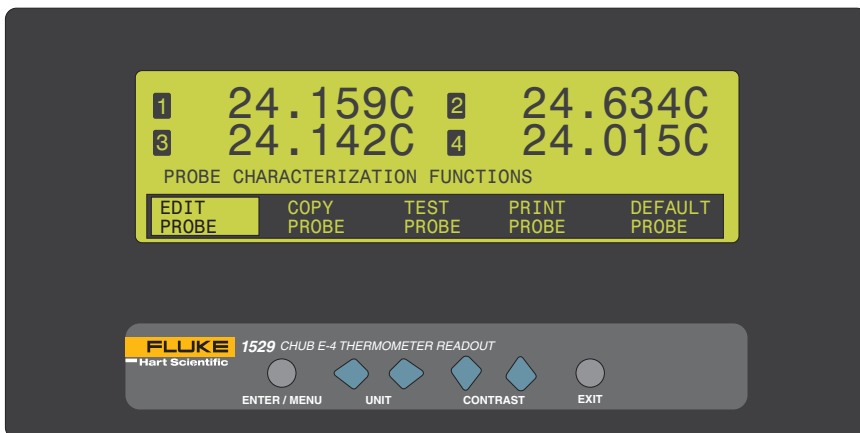 1 24.159C 2 24.634C
3 24.142C 4 24.015C
PROBE CHARACTERIZATION FUNCTIONS
EDIT PROBE COPY PROBE TEST PROBE PRINT PROBE DEFAULT PROBE
FLUKE
Hart Scientific
1529 CHUB E-4 THERMOMETER READOUT
ENTER / MENU UNIT CONTRAST EXIT